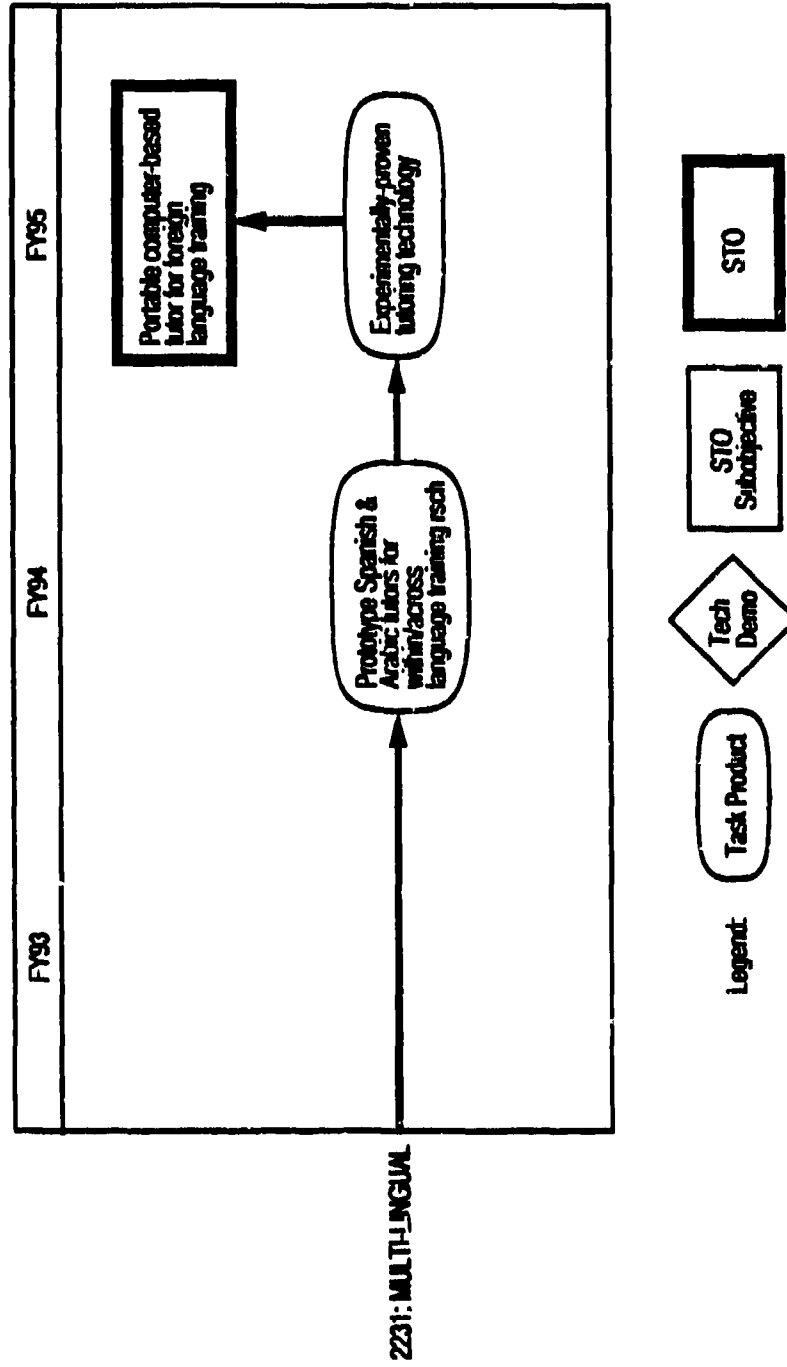 FY93
FY94
FY95
Portable computer-based
tutor for foreign
language training
2231: MULTI-LINGUAL
Prototype Spanish &
Arabic tutors for
within/across
language training rsch
Experimentally-proven
tutoring technology
Legend:
Task Product
Tech
Demo
STO
Subobjective
STO